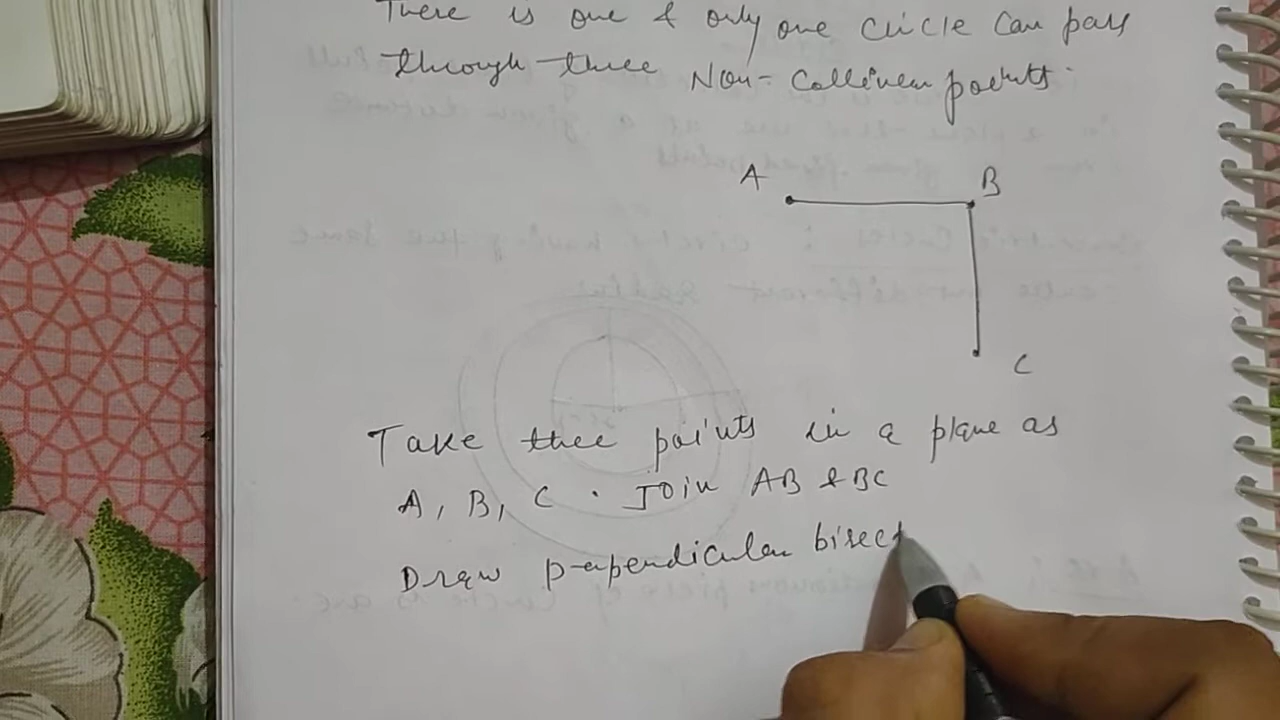 There is one & only one circle can pass
through three Non-Collinear points.
A
B
C
Take thee points in a plane as
A, B, C . Join AB & BC
Draw perpendicular bisect